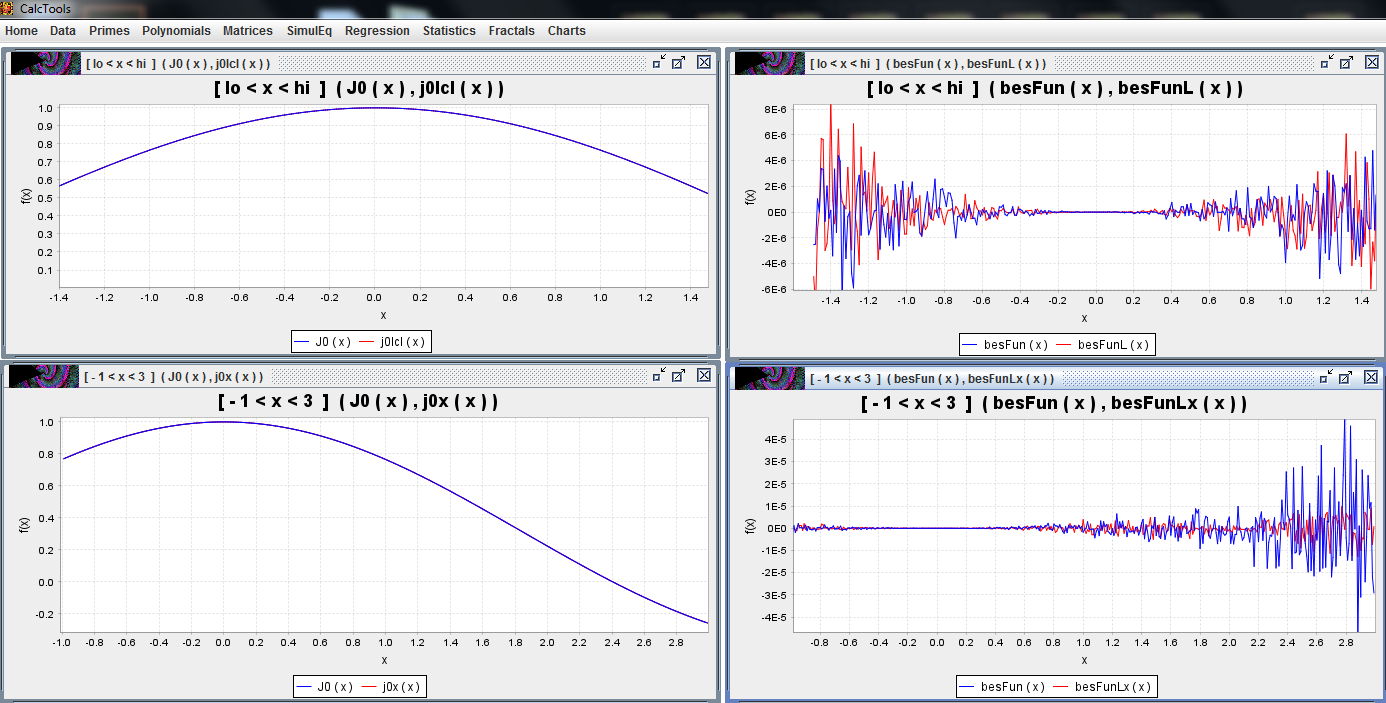 CalcTools
Home Data Primes Polynomials Matrices SimulEq Regression Statistics Fractals Charts
[ lo < x < hi ] ( J0 ( x ) , j0lcl ( x ) )
[ lo < x < hi ] ( J0 ( x ) , j0lcl ( x ) )
f(x)
1.0
0.9
0.8
0.7
0.6
0.5
0.4
0.3
0.2
0.1
-1.4 -1.2 -1.0 -0.8 -0.6 -0.4 -0.2 0.0 0.2 0.4 0.6 0.8 1.0 1.2 1.4
x
J0 ( x ) j0lcl ( x )
[ lo < x < hi ] ( besFun ( x ) , besFunL ( x ) )
[ lo < x < hi ] ( besFun ( x ) , besFunL ( x ) )
f(x)
8E-6
6E-6
4E-6
2E-6
0E0
-2E-6
-4E-6
-6E-6
-1.4 -1.2 -1.0 -0.8 -0.6 -0.4 -0.2 0.0 0.2 0.4 0.6 0.8 1.0 1.2 1.4
x
besFun ( x ) besFunL ( x )
[ - 1 < x < 3 ] ( J0 ( x ) , j0x ( x ) )
[ - 1 < x < 3 ] ( J0 ( x ) , j0x ( x ) )
f(x)
1.0
0.8
0.6
0.4
0.2
0.0
-0.2
-1.0 -0.8 -0.6 -0.4 -0.2 0.0 0.2 0.4 0.6 0.8 1.0 1.2 1.4 1.6 1.8 2.0 2.2 2.4 2.6 2.8
x
J0 ( x ) j0x ( x )
[ - 1 < x < 3 ] ( besFun ( x ) , besFunLx ( x ) )
[ - 1 < x < 3 ] ( besFun ( x ) , besFunLx ( x ) )
f(x)
4E-5
3E-5
2E-5
1E-5
0E0
-1E-5
-2E-5
-3E-5
-4E-5
-0.8 -0.6 -0.4 -0.2 0.0 0.2 0.4 0.6 0.8 1.0 1.2 1.4 1.6 1.8 2.0 2.2 2.4 2.6 2.8
x
besFun ( x ) besFunLx ( x )